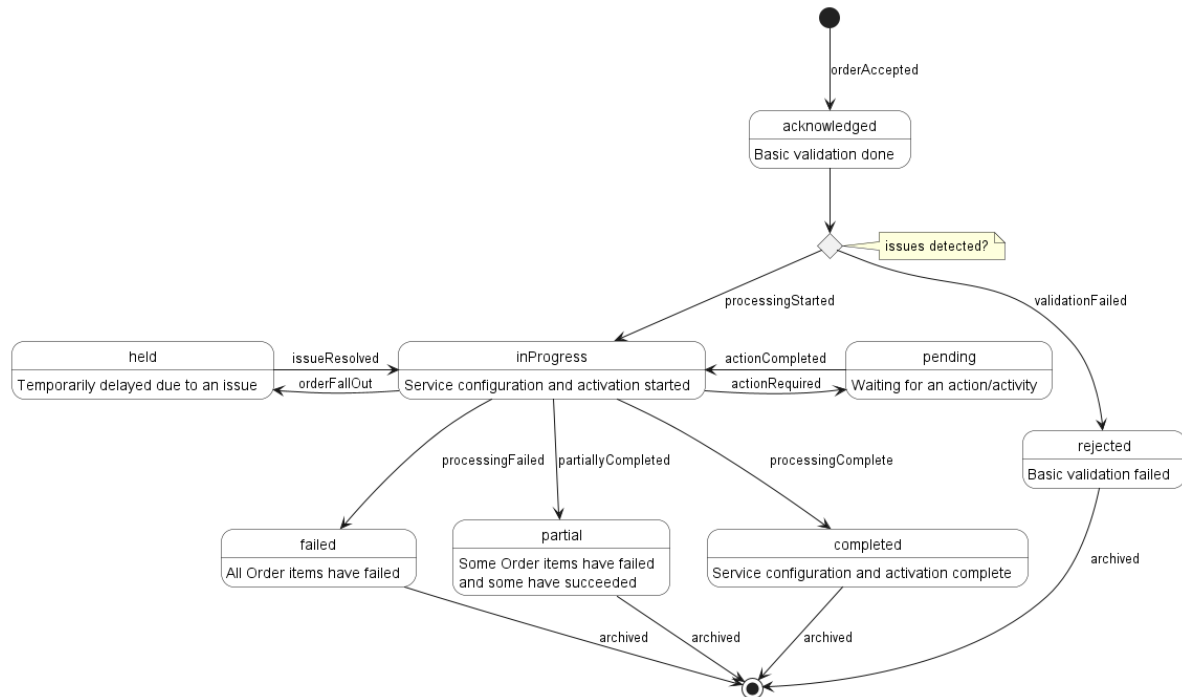 orderAccepted
acknowledged
Basic validation done
issues detected?
processingStarted
validationFailed
held
Temporarily delayed due to an issue
issueResolved
orderFallOut
inProgress
Service configuration and activation started
actionCompleted
actionRequired
pending
Waiting for an action/activity
rejected
Basic validation failed
processingFailed
partiallyCompleted
processingComplete
failed
All Order items have failed
partial
Some Order items have failed
and some have succeeded
completed
Service configuration and activation complete
archived
archived
archived
archived